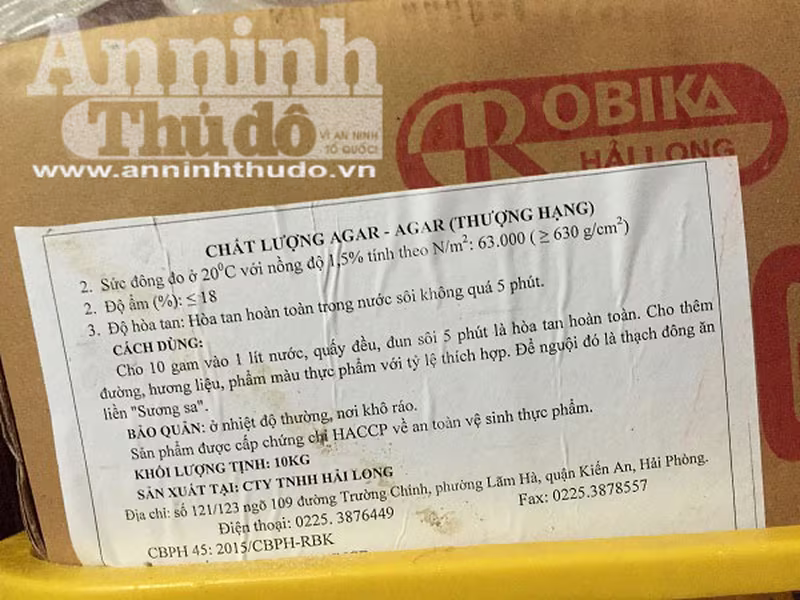 An ninh
Thủ đô
VÌ AN NINH
TỔ QUỐC!
www.anninhthudo.vn
ROBIKA
HẢI LONG
CHẤT LƯỢNG AGAR - AGAR (THƯỢNG HẠNG)
2. Sức đông đo ở 20⁰C với nồng độ 1,5% tính theo N/m²: 63.000 ( ≥ 630 g/cm²)
2. Độ ẩm (%): ≤ 18
3. Độ hòa tan: Hòa tan hoàn toàn trong nước sôi không quá 5 phút.
CÁCH DÙNG:
Cho 10 gam vào 1 lít nước, quấy đều, đun sôi 5 phút là hòa tan hoàn toàn. Cho thêm
đường, hương liệu, phẩm màu thực phẩm với tỷ lệ thích hợp. Để nguội đó là thạch đông ăn
liền "Sương sa".
BẢO QUẢN: ở nhiệt độ thường, nơi khô ráo.
Sản phẩm được cấp chứng chỉ HACCP về an toàn vệ sinh thực phẩm.
KHỐI LƯỢNG TỊNH: 10KG
SẢN XUẤT TẠI: CTY TNHH HẢI LONG
Địa chỉ: số 121/123 ngõ 109 đường Trường Chinh, phường Lãm Hà, quận Kiến An, Hải Phòng.
Điện thoại: 0225. 3876449 Fax: 0225.3878557
CBPH 45: 2015/CBPH-RBK